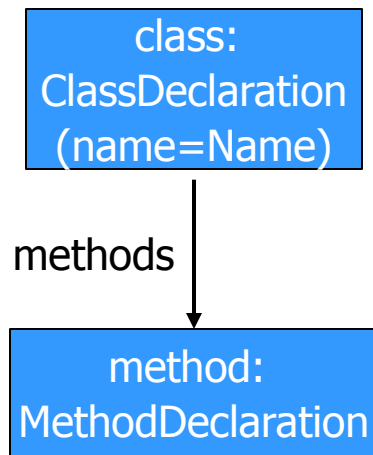 class:
ClassDeclaration
(name=Name)
methods
method:
MethodDeclaration